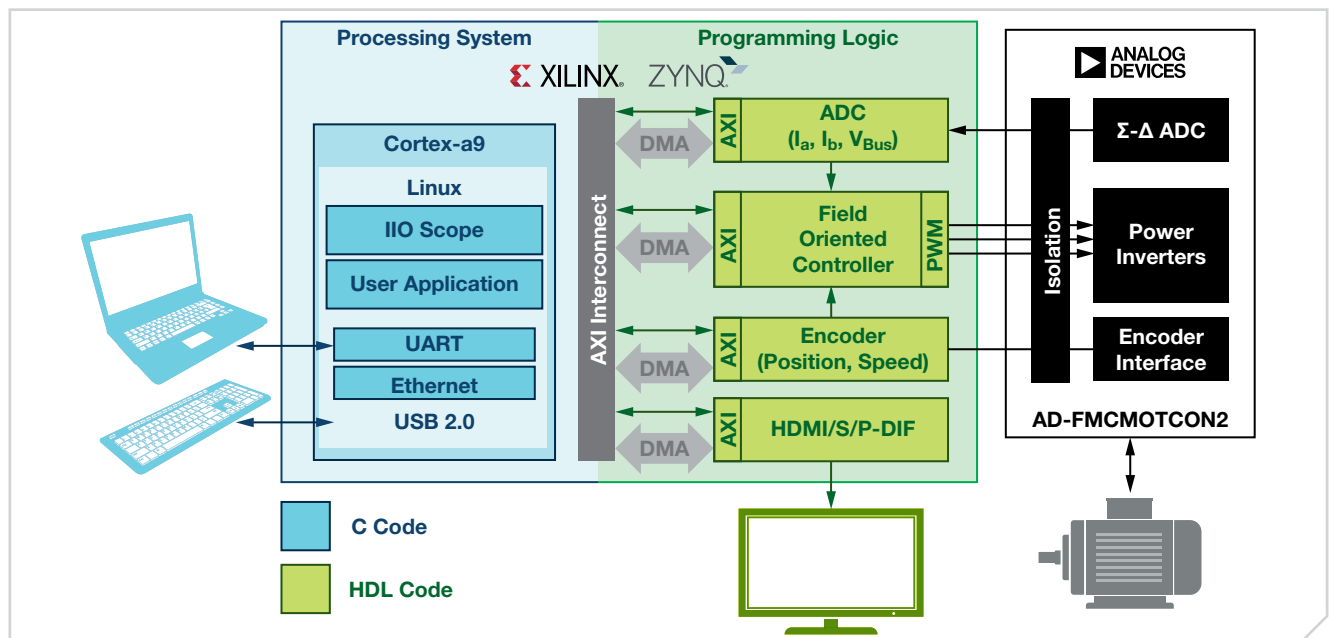 Processing System
Programming Logic
XILINX®
ZYNQ®
ANALOG
DEVICES
Cortex-a9
Linux
IIO Scope
User Application
UART
Ethernet
USB 2.0
AXI Interconnect
DMA
DMA
DMA
DMA
AXI
ADC
(Ia, Ib, VBus)
AXI
Field
Oriented
Controller
PWM
AXI
Encoder
(Position, Speed)
AXI
HDMI/S/P-DIF
Isolation
Σ-Δ ADC
Power
Inverters
Encoder
Interface
AD-FMCMOTCON2
C Code
HDL Code